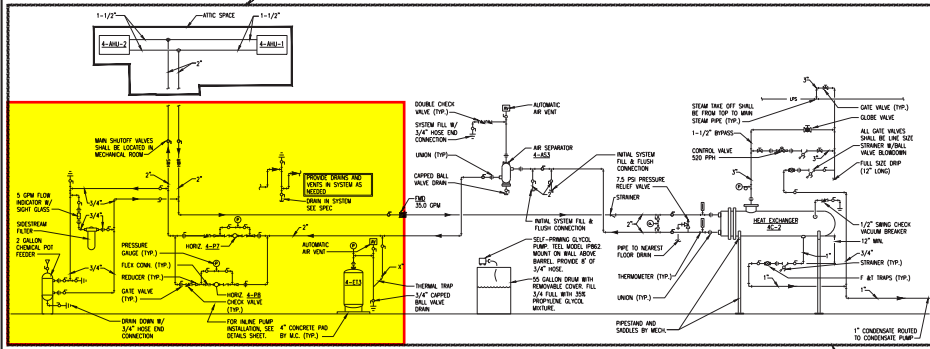 ATTIC SPACE
1-1/2"
1-1/2"
4-AHU-2
4-AHU-1
2"
MAIN SHUTOFF VALVES
SHALL BE LOCATED IN
MECHANICAL ROOM
2"
2"
5 GPM FLOW
INDICATOR W/
SIGHT GLASS
3/4"
3/4"
SIDESTREAM
FILTER
2 GALLON
CHEMICAL POT
FEEDER
3/4"
PROVIDE DRAINS AND
VENTS IN SYSTEM AS
NEEDED
DRAIN IN SYSTEM
SEE SPEC
FMD
35.0 GPM
2"
HORIZ. 4-P7
PRESSURE
GAUGE (TYP.)
FLEX CONN. (TYP.)
REDUCER (TYP.)
GATE VALVE
(TYP.)
HORIZ. 4-P8
CHECK VALVE
(TYP.)
FOR INLINE PUMP
INSTALLATION, SEE
DETAILS SHEET.
DRAIN DOWN W/
3/4" HOSE END
CONNECTION
AUTOMATIC
AIR VENT
4-ET3
4" CONCRETE PAD
BY M.C. (TYP.)
THERMAL TRAP
3/4" CAPPED
BALL VALVE
DRAIN
DOUBLE CHECK
VALVE (TYP.)
AUTOMATIC
AIR VENT
SYSTEM FILL W/
3/4" HOSE END
CONNECTION
UNION (TYP)
AIR SEPARATOR
4-AS3
CAPPED BALL
VALVE DRAIN
INITIAL SYSTEM
FILL & FLUSH
CONNECTION
7.5 PSI PRESSURE
RELIEF VALVE
STRAINER
INITIAL SYSTEM FILL &
FLUSH CONNECTION
SELF-PRIMING GLYCOL
PUMP. TEEL MODEL IP862
MOUNT ON WALL ABOVE
BARREL. PROVIDE 8' OF
3/4" HOSE.
55 GALLON DRUM WITH
REMOVABLE COVER. FILL
3/4 FULL WITH 35%
PROPYLENE GLYCOL
MIXTURE.
PIPE TO NEAREST
FLOOR DRAIN
THERMOMETER (TYP.)
UNION (TYP.)
PIPESTAND AND
SADDLES BY MECH.
HEAT EXCHANGER
4C-2
STEAM TAKE OFF SHALL
BE FROM TOP TO MAIN
STEAM PIPE (TYP.)
LPS
3"
3"
GATE VALVE (TYP.)
GLOBE VALVE
1-1/2" BYPASS
CONTROL VALVE
520 PPH
ALL GATE VALVES
SHALL BE LINE SIZE
STRAINER W/BALL
VALVE BLOWDOWN
FULL SIZE DRIP
(12" LONG)
1/2" SWING CHECK
VACUUM BREAKER
12" MIN.
3/4"
STRAINER (TYP.)
F &T TRAPS (TYP.)
1"
1"
1"
1" CONDENSATE ROUTED
TO CONDENSATE PUMP